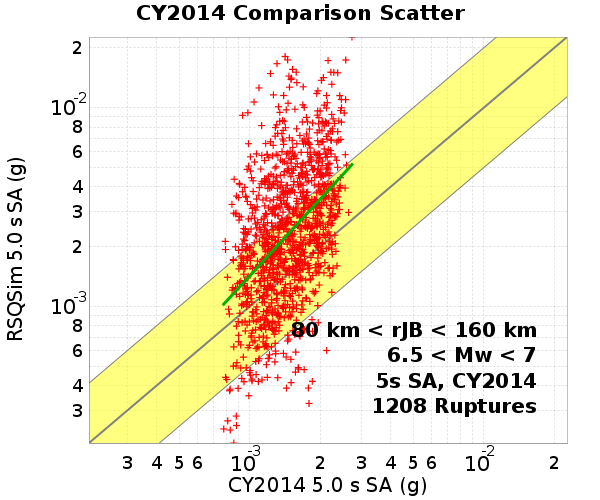 CY2014 Comparison Scatter
RSQSim 5.0 s SA (g)
2
10-2
8
6
4
3
2
10-3
8
6
4
3
80 km < rJB < 160 km
6.5 < Mw < 7
5s SA, CY2014
1208 Ruptures
3 4 5 6 10-3 2 3 4 5 6 10-2 2
CY2014 5.0 s SA (g)